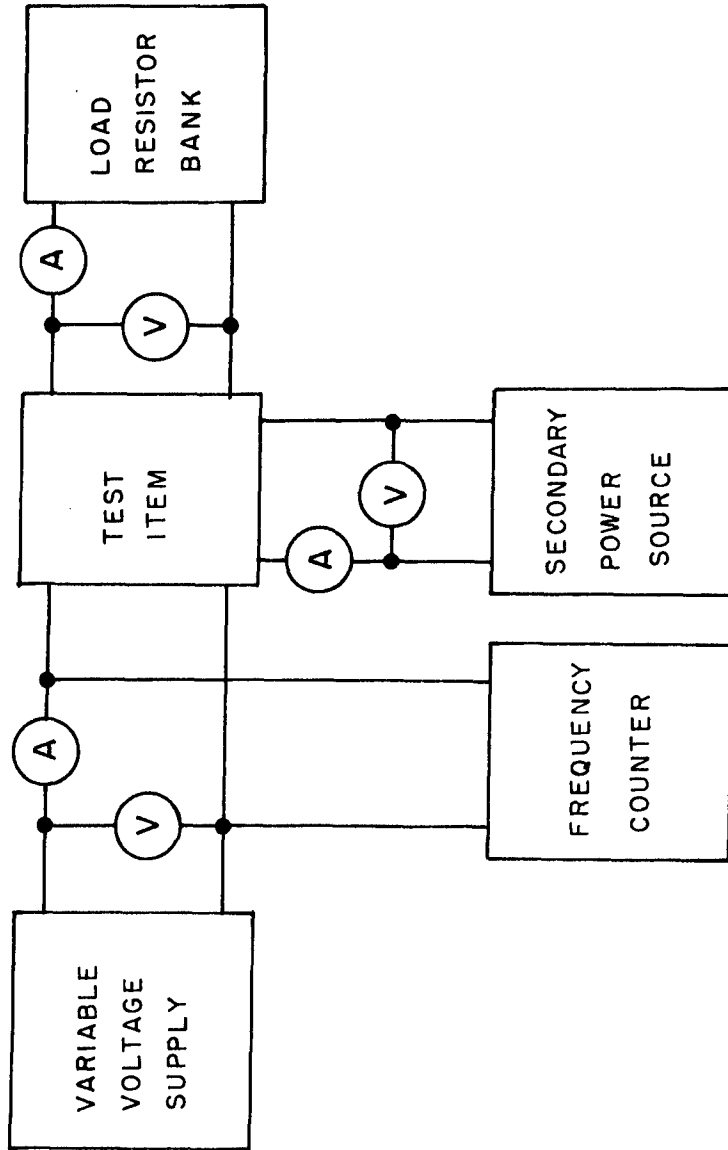 VARIABLE
VOLTAGE
SUPPLY
V
A
FREQUENCY
COUNTER
TEST
ITEM
A
V
SECONDARY
POWER
SOURCE
V
A
LOAD
RESISTOR
BANK